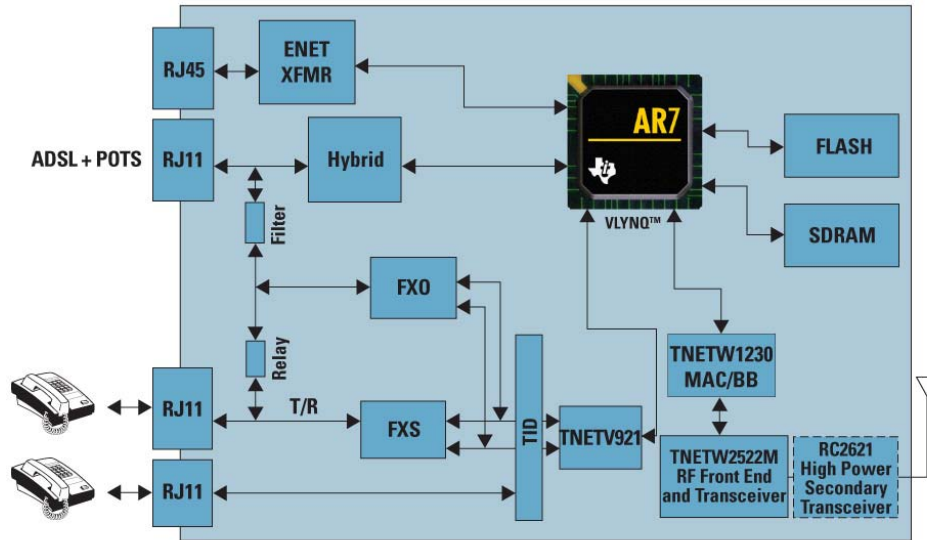 RJ45
ENET
XFMR
AR7
FLASH
ADSL + POTS
RJ11
Hybrid
VLYNQ™
SDRAM
Filter
FXO
Relay
TNETW1230
MAC/BB
RJ11
T/R
FXS
TID
TNETV921
TNETW2522M
RF Front End
and Transceiver
RC2621
High Power
Secondary
Transceiver
RJ11